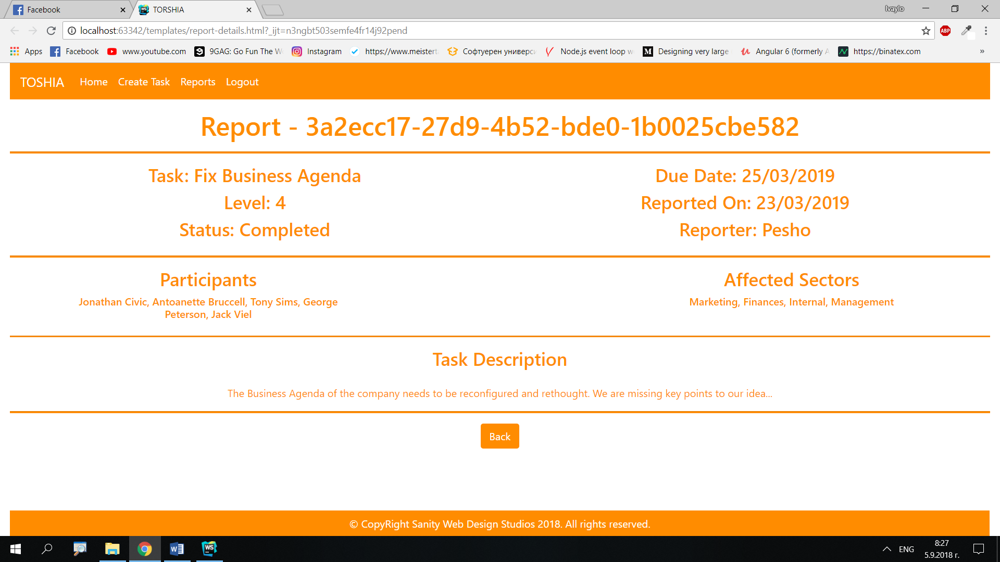 Facebook
TORSHIA
Ivaylo
localhost:63342/templates/report-details.html?_ijt=n3ngbt503semfe4fr14j92pend
ABP
Apps Facebook www.youtube.com 9GAG: Go Fun The W Instagram https://www.meistert Софтуерен универс Node.js event loop w Designing very large Angular 6 (formerly A https://binatex.com »
TOSHIA Home Create Task Reports Logout
Report - 3a2ecc17-27d9-4b52-bde0-1b0025cbe582
Task: Fix Business Agenda
Level: 4
Status: Completed
Due Date: 25/03/2019
Reported On: 23/03/2019
Reporter: Pesho
Participants
Jonathan Civic, Antoanette Bruccell, Tony Sims, George
Peterson, Jack Viel
Affected Sectors
Marketing, Finances, Internal, Management
Task Description
The Business Agenda of the company needs to be reconfigured and rethought. We are missing key points to our idea...
Back
© CopyRight Sanity Web Design Studios 2018. All rights reserved.
WS
ENG
8:27
5.9.2018 г.